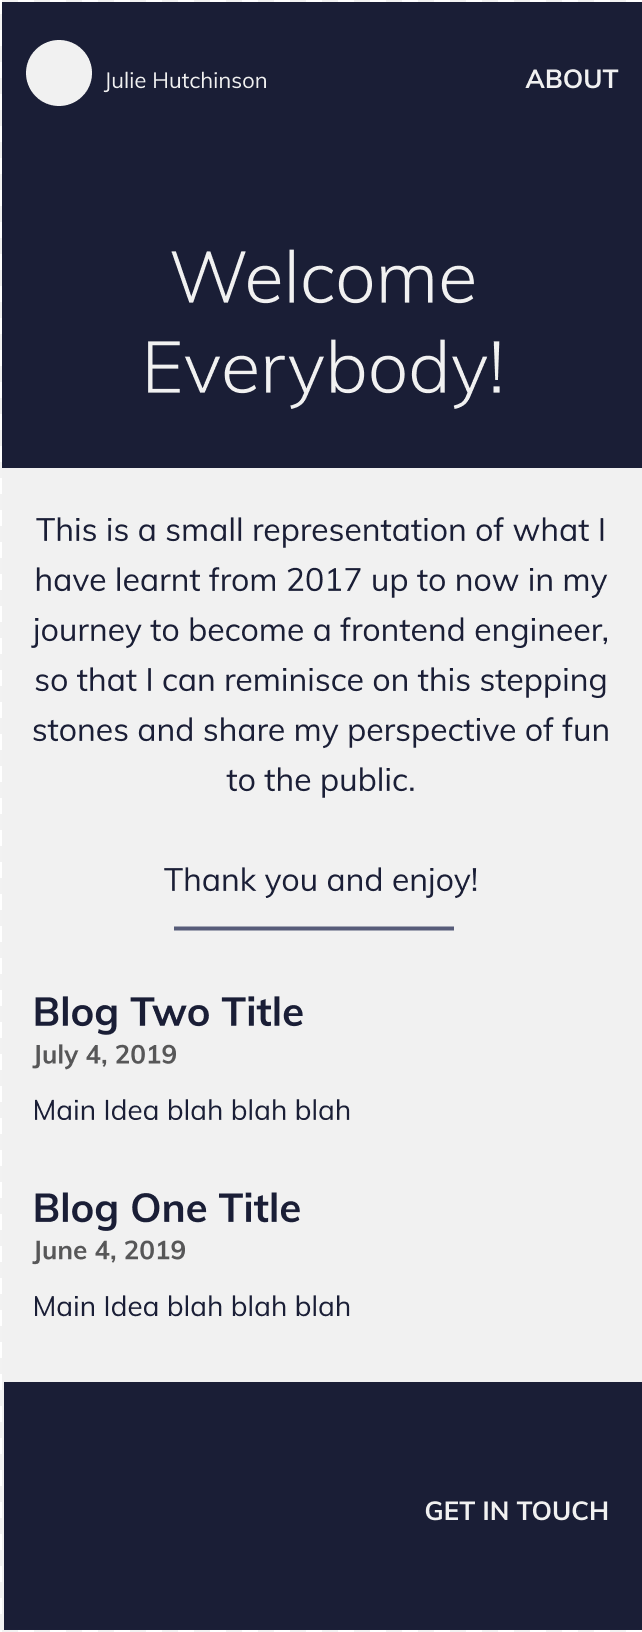 Julie Hutchinson
ABOUT
Welcome
Everybody!
This is a small representation of what I
have learnt from 2017 up to now in my
journey to become a frontend engineer,
so that I can reminisce on this stepping
stones and share my perspective of fun
to the public.
Thank you and enjoy!
Blog Two Title
July 4, 2019
Main Idea blah blah blah
Blog One Title
June 4, 2019
Main Idea blah blah blah
GET IN TOUCH